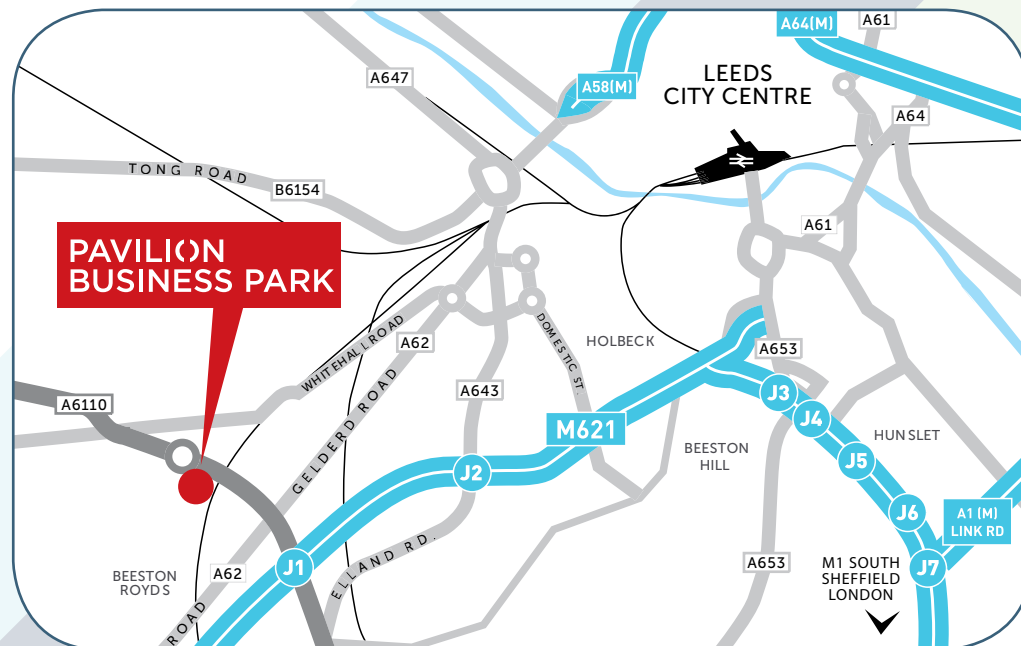 A64(M)
A61
A647
A58(M)
LEEDS
CITY CENTRE
A64
TONG ROAD
B6154
A61
PAVILION
BUSINESS PARK
WHITEHALL ROAD
A62
DOMESTIC ST.
HOLBECK
A653
A6110
GELDERD ROAD
A643
J3
J4
M621
HUNSLET
BEESTON
HILL
J5
J2
J6
A1 (M)
LINK RD
ELLAND RD.
J1
A62
BEESTON
ROYDS
A653
M1 SOUTH
SHEFFIELD
LONDON
J7
ROAD